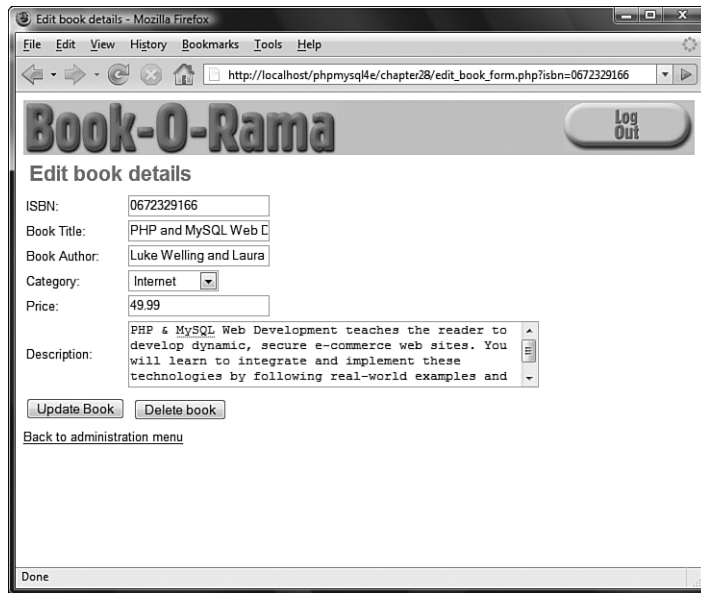 Edit book details - Mozilla Firefox
File Edit View History Bookmarks Tools Help
http://localhost/phpmysql4e/chapter28/edit_book_form.php?isbn=0672329166
Book-O-Rama
Log
Out
Edit book details
ISBN: 0672329166
Book Title: PHP and MySQL Web D
Book Author: Luke Welling and Laura
Category: Internet
Price: 49.99
Description:
PHP & MySQL Web Development teaches the reader to
develop dynamic, secure e-commerce web sites. You
will learn to integrate and implement these
technologies by following real-world examples and
Update Book Delete book
Back to administration menu
Done